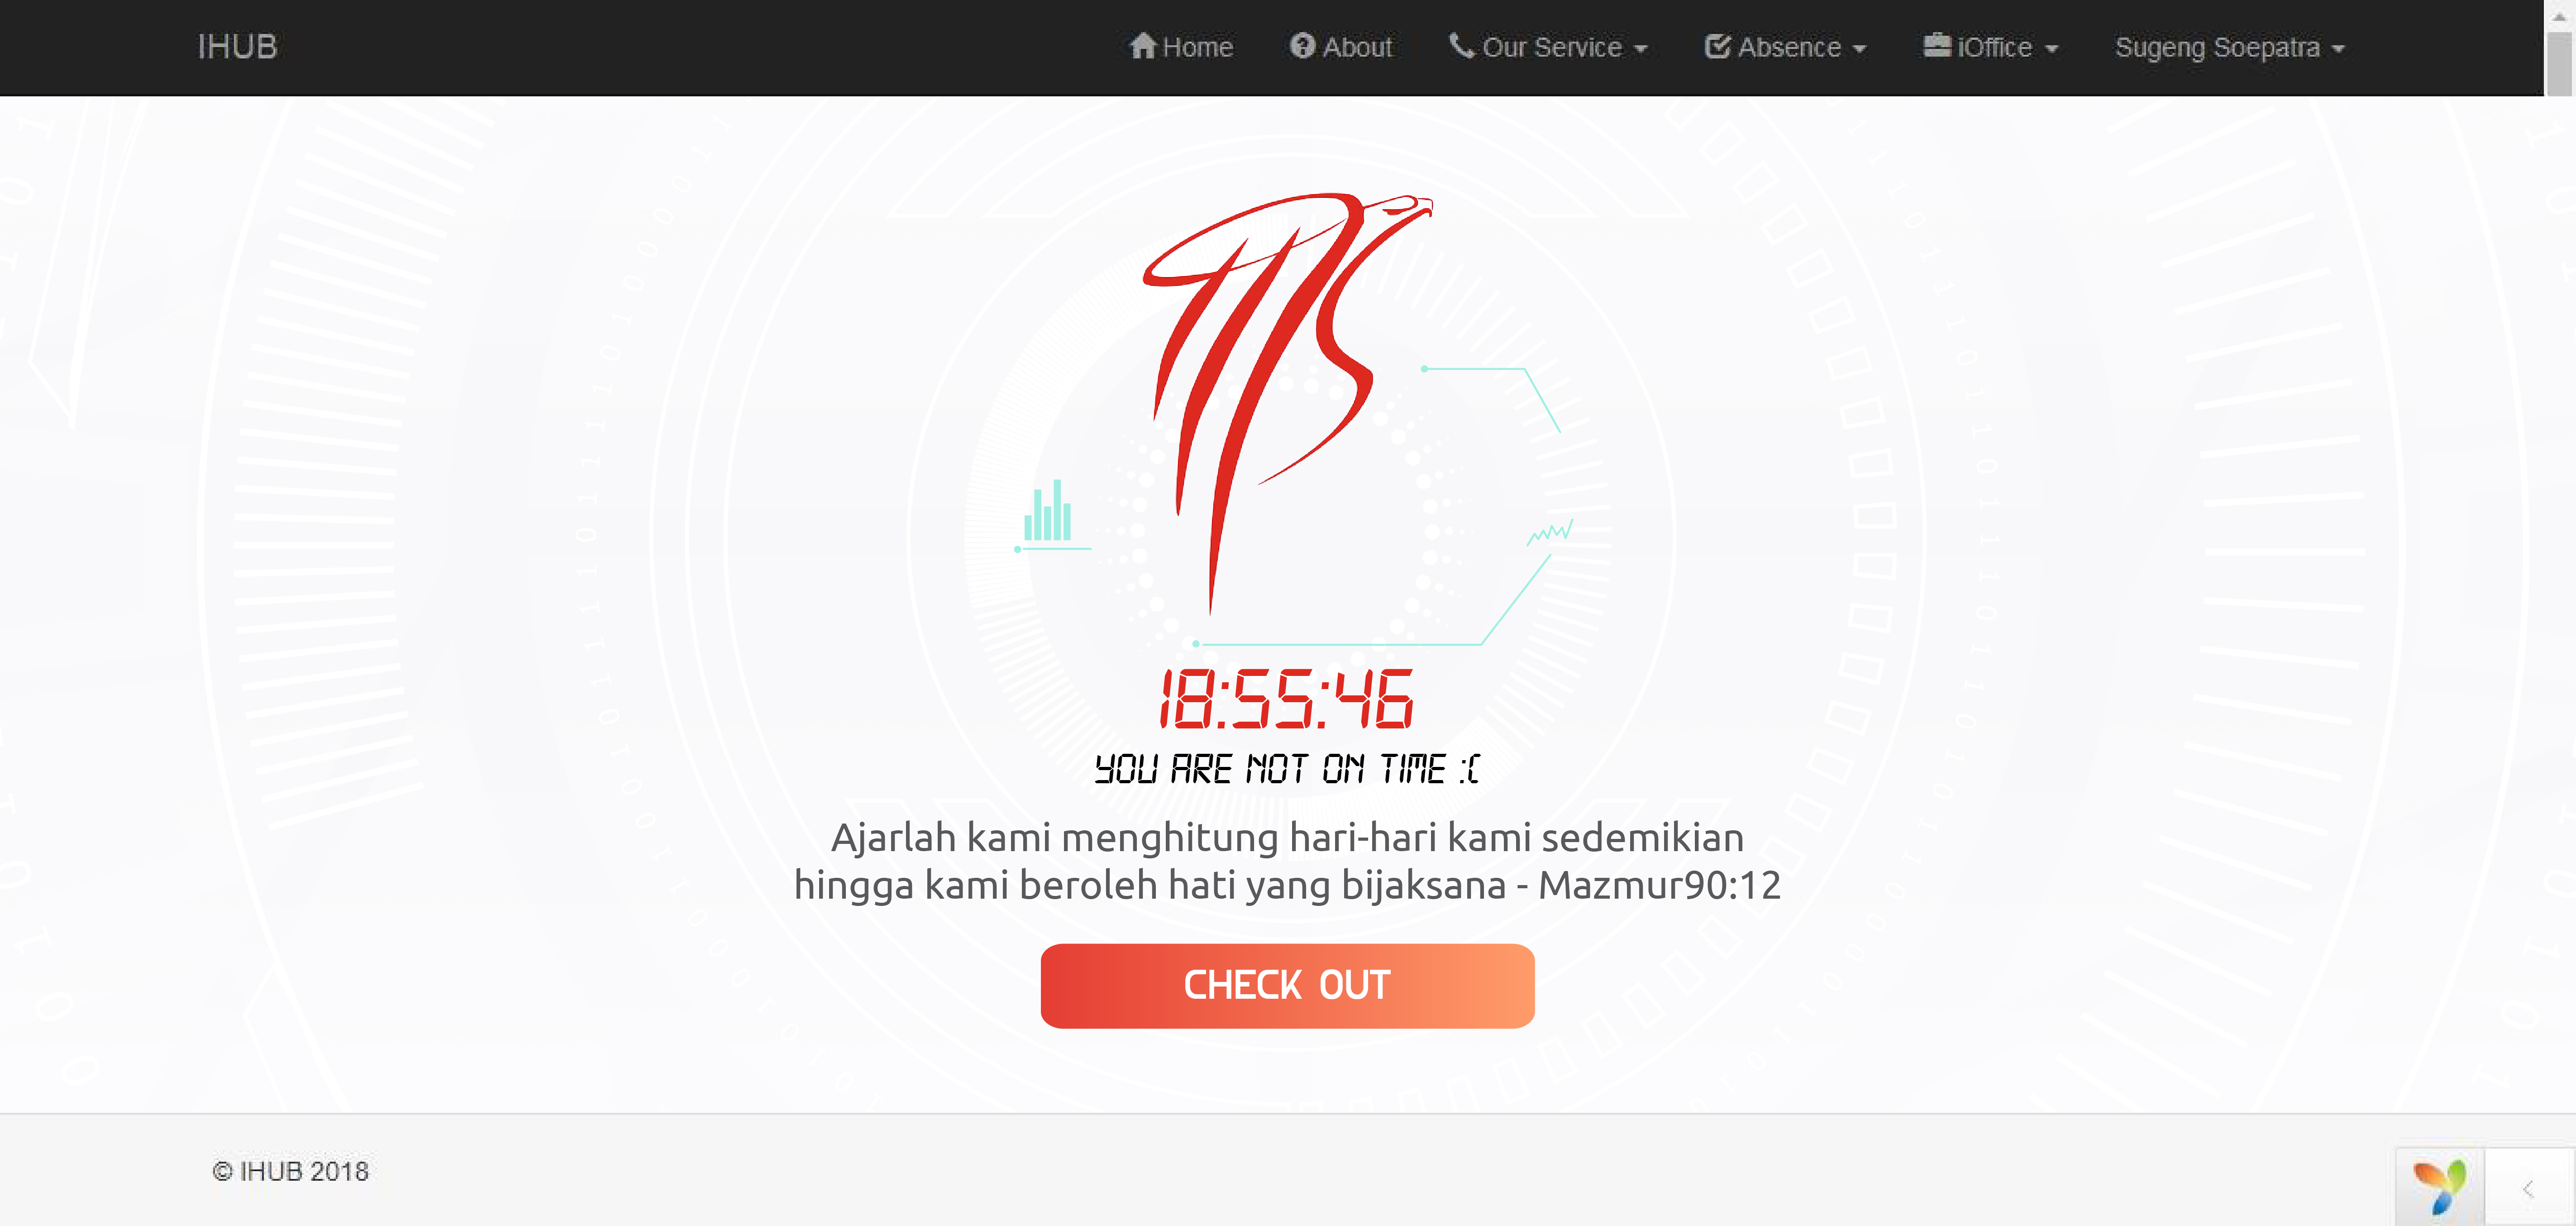 IHUB
Home
About
Our Service
Absence
iOffice
Sugeng Soepatra
18:55:46
YOU ARE NOT ON TIME :(
Ajarlah kami menghitung hari-hari kami sedemikian
hingga kami beroleh hati yang bijaksana - Mazmur90:12
CHECK OUT
© IHUB 2018